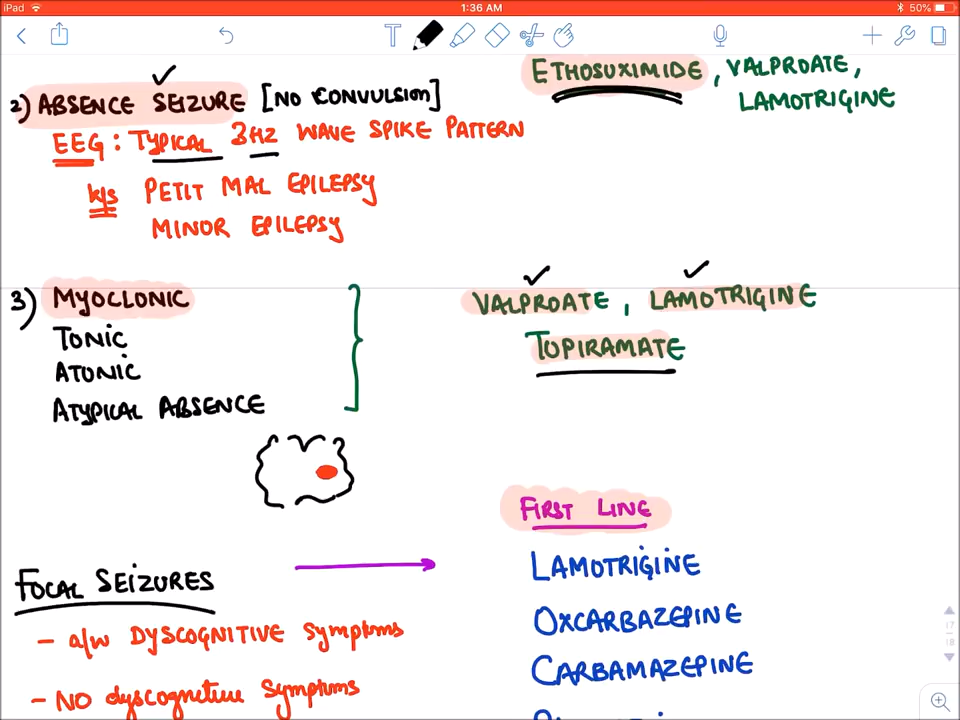 iPad
1:36 AM
50%
T
ETHOSUXIMIDE, VALPROATE,
LAMOTRIGINE
2) ABSENCE SEIZURE [NO CONVULSION]
EEG: TYPICAL 3HZ WAVE SPIKE PATTERN
k/s PETIT MAL EPILEPSY
MINOR EPILEPSY
3) MYOCLONIC
TONIC
ATONIC
ATYPICAL ABSENCE
VALPROATE, LAMOTRIGINE
TOPIRAMATE
FIRST LINE
LAMOTRIGINE
OXCARBAZEPINE
CARBAMAZEPINE
FOCAL SEIZURES
- a/w DYSCOGNITIVE Symptoms
- NO dyscognitive Symptoms
17
18